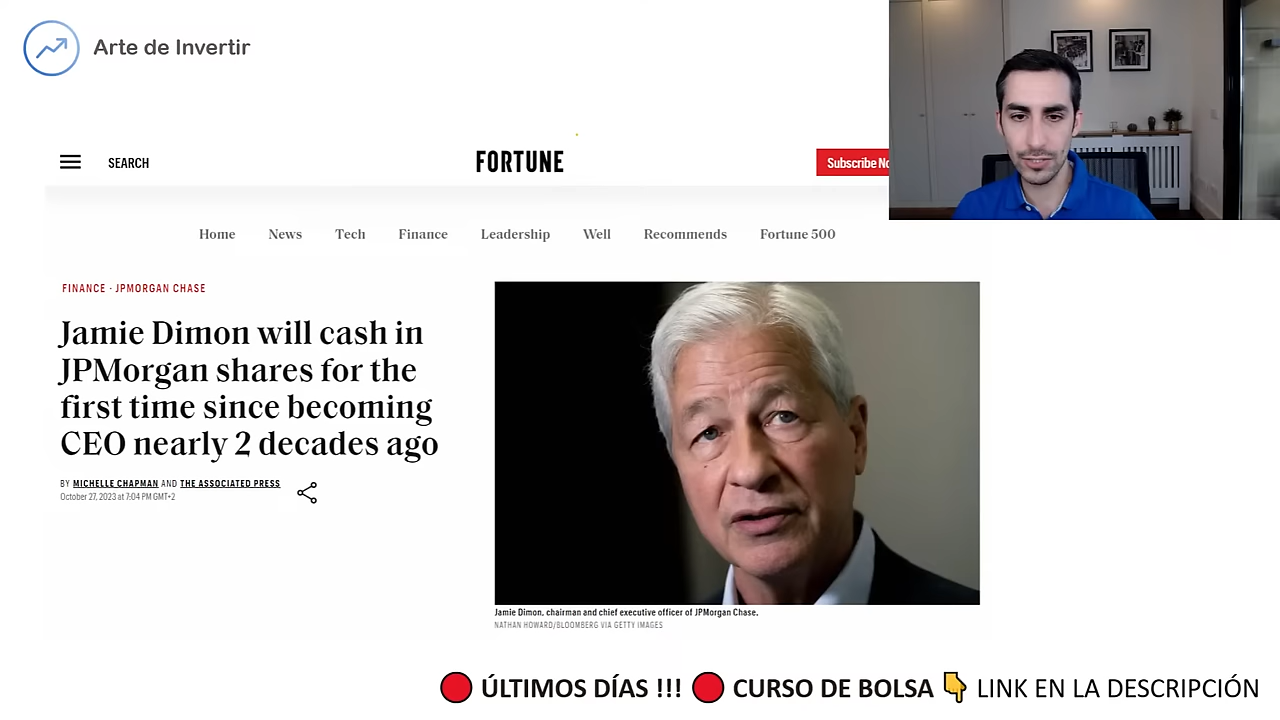 Arte de Invertir
SEARCH
FORTUNE
Subscribe No
Home News Tech Finance Leadership Well Recommends Fortune 500
FINANCE · JPMORGAN CHASE
Jamie Dimon will cash in
JPMorgan shares for the
first time since becoming
CEO nearly 2 decades ago
BY MICHELLE CHAPMAN AND THE ASSOCIATED PRESS
October 27, 2023 at 7:04 PM GMT+2
Jamie Dimon, chairman and chief executive officer of JPMorgan Chase.
NATHAN HOWARD/BLOOMBERG VIA GETTY IMAGES
🔴 ÚLTIMOS DÍAS !!! 🔴 CURSO DE BOLSA 👇 LINK EN LA DESCRIPCIÓN